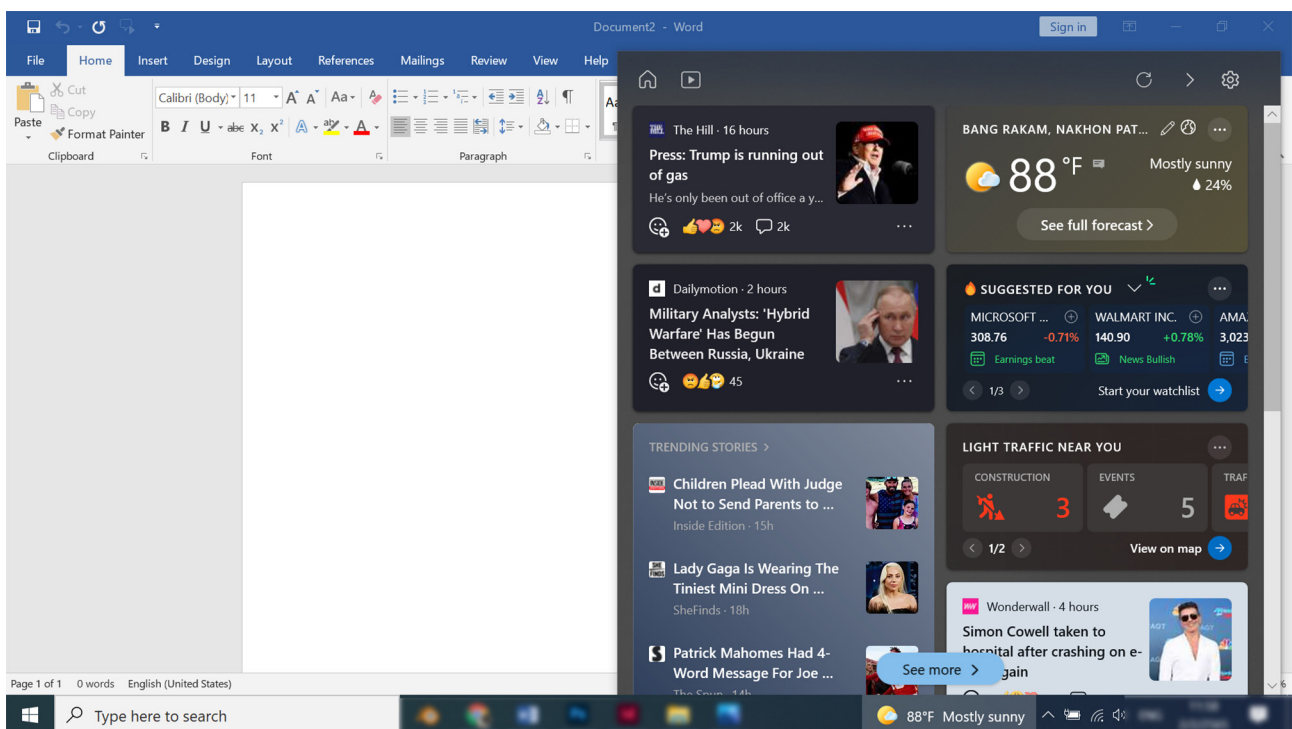 Document2 - Word
Sign in
File Home Insert Design Layout References Mailings Review View Help
Paste
Cut
Copy
Format Painter
Clipboard
Calibri (Body)
11
Font
Paragraph
The Hill · 16 hours
Press: Trump is running out
of gas
He's only been out of office a y...
2k 2k
BANG RAKAM, NAKHON PAT...
88 °F
Mostly sunny
24%
See full forecast >
Dailymotion · 2 hours
Military Analysts: 'Hybrid
Warfare' Has Begun
Between Russia, Ukraine
45
SUGGESTED FOR YOU
MICROSOFT ... WALMART INC.
308.76 -0.71% 140.90 +0.78% 3,023
Earnings beat News Bullish
1/3 Start your watchlist
TRENDING STORIES >
Children Plead With Judge
Not to Send Parents to ...
Inside Edition · 15h
Lady Gaga Is Wearing The
Tiniest Mini Dress On ...
SheFinds · 18h
Patrick Mahomes Had 4-
Word Message For Joe ...
The Spun · 14h
LIGHT TRAFFIC NEAR YOU
CONSTRUCTION EVENTS
3 5
1/2 View on map
Wonderwall · 4 hours
Simon Cowell taken to
hospital after crashing on e-
gain
See more >
Page 1 of 1 0 words English (United States)
Type here to search
88°F Mostly sunny